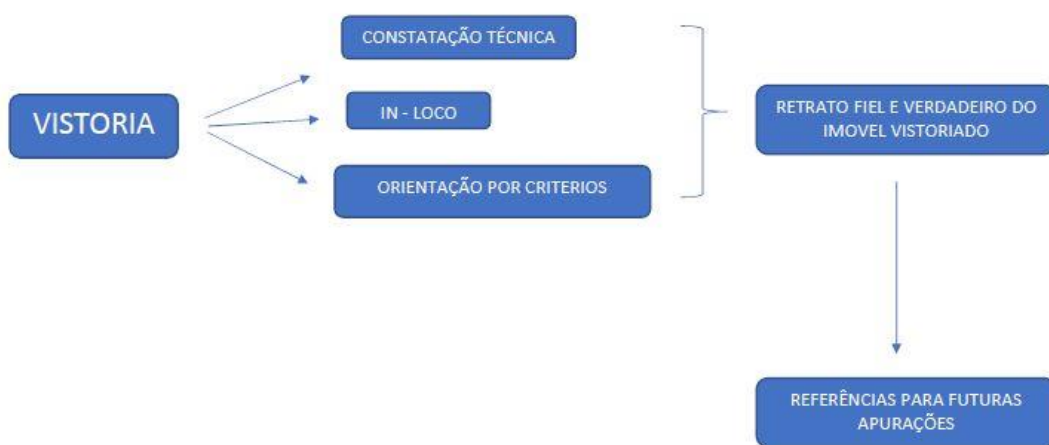 VISTORIA
CONSTATAÇÃO TÉCNICA
IN - LOCO
ORIENTAÇÃO POR CRITERIOS
RETRATO FIEL E VERDADEIRO DO
IMOVEL VISTORIADO
REFERÊNCIAS PARA FUTURAS
APURAÇÕES